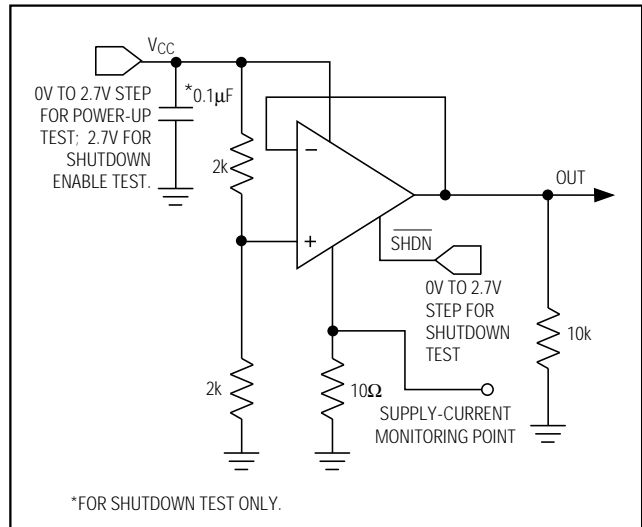 VCC
0V TO 2.7V STEP
FOR POWER-UP
TEST; 2.7V FOR
SHUTDOWN
ENABLE TEST.
*0.1µF
2k
−
+
OUT
SHDN
0V TO 2.7V
STEP FOR
SHUTDOWN
TEST
10k
2k
10Ω
SUPPLY-CURRENT
MONITORING POINT
*FOR SHUTDOWN TEST ONLY.